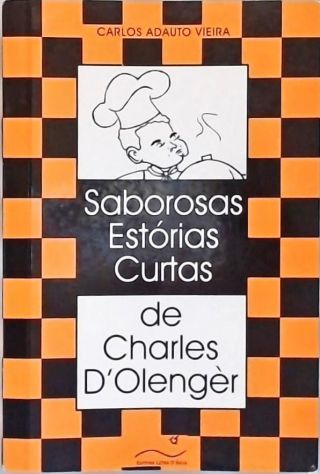 CARLOS ADAUTO VIEIRA
Saborosas
Estórias
Curtas
de
Charles
D'Olengèr